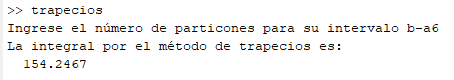 >> trapecios
Ingrese el número de particones para su intervalo b-a6
La integral por el método de trapecios es:
154.2467